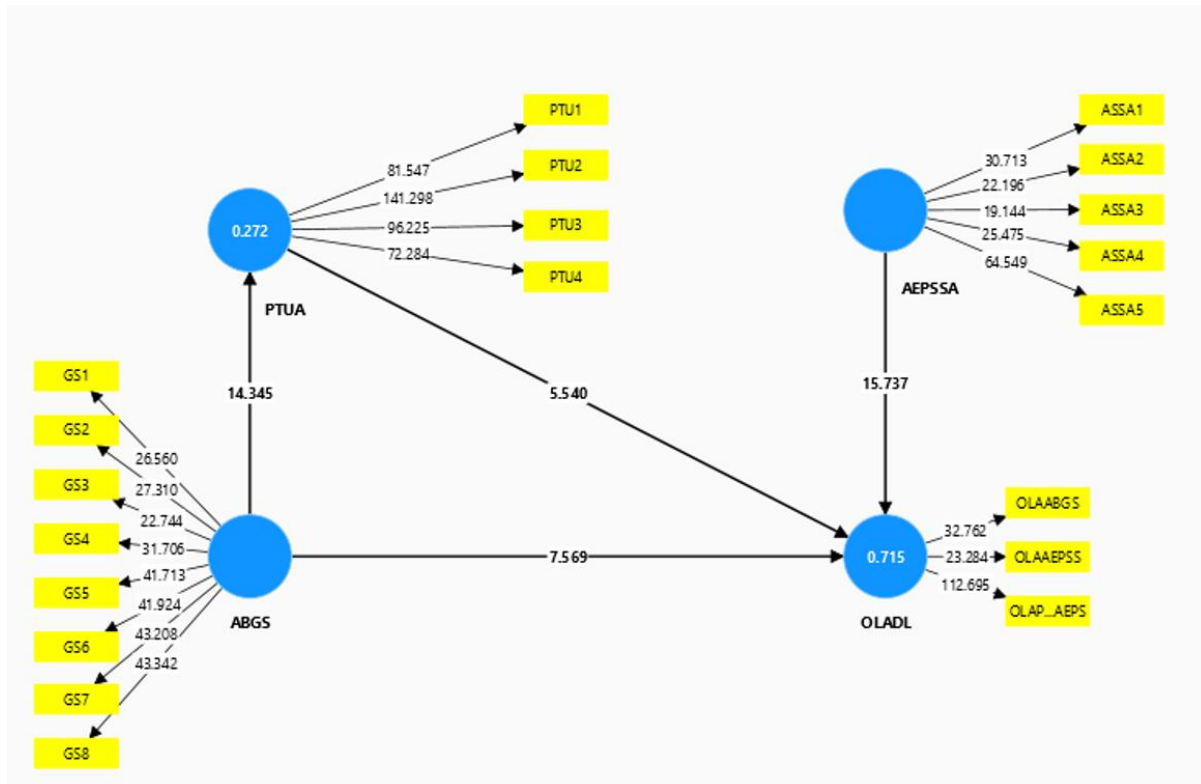 PTU1
PTU2
PTU3
PTU4
81.547
141.298
96.225
72.284
0.272
PTUA
ASSA1
ASSA2
ASSA3
ASSA4
ASSA5
30.713
22.196
19.144
25.475
64.549
AEPSSA
14.345
5.540
15.737
GS1
GS2
GS3
GS4
GS5
GS6
GS7
GS8
26.560
27.310
22.744
31.706
41.713
41.924
43.208
43.342
ABGS
7.569
0.715
OLADL
32.762
23.284
112.695
OLAABGS
OLAAEPSS
OLAP...AEPS